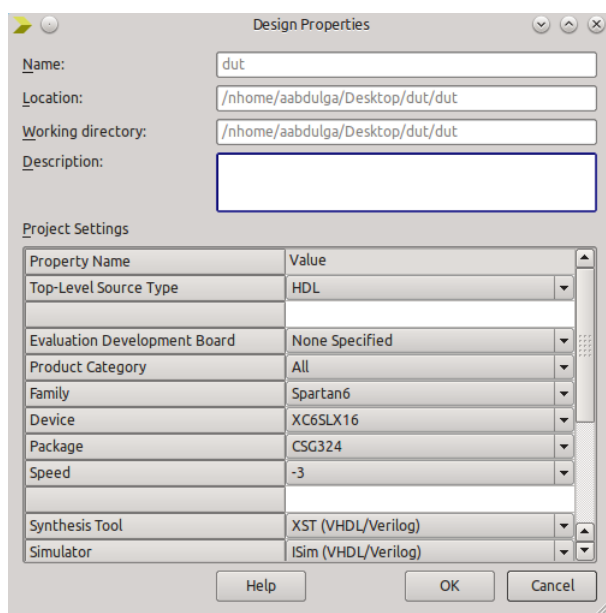 Design Properties
Name: dut
Location: /nhome/aabdulga/Desktop/dut/dut
Working directory: /nhome/aabdulga/Desktop/dut/dut
Description:
Project Settings
Property Name Value
Top-Level Source Type HDL
Evaluation Development Board None Specified
Product Category All
Family Spartan6
Device XC6SLX16
Package CSG324
Speed -3
Synthesis Tool XST (VHDL/Verilog)
Simulator ISim (VHDL/Verilog)
Help OK Cancel